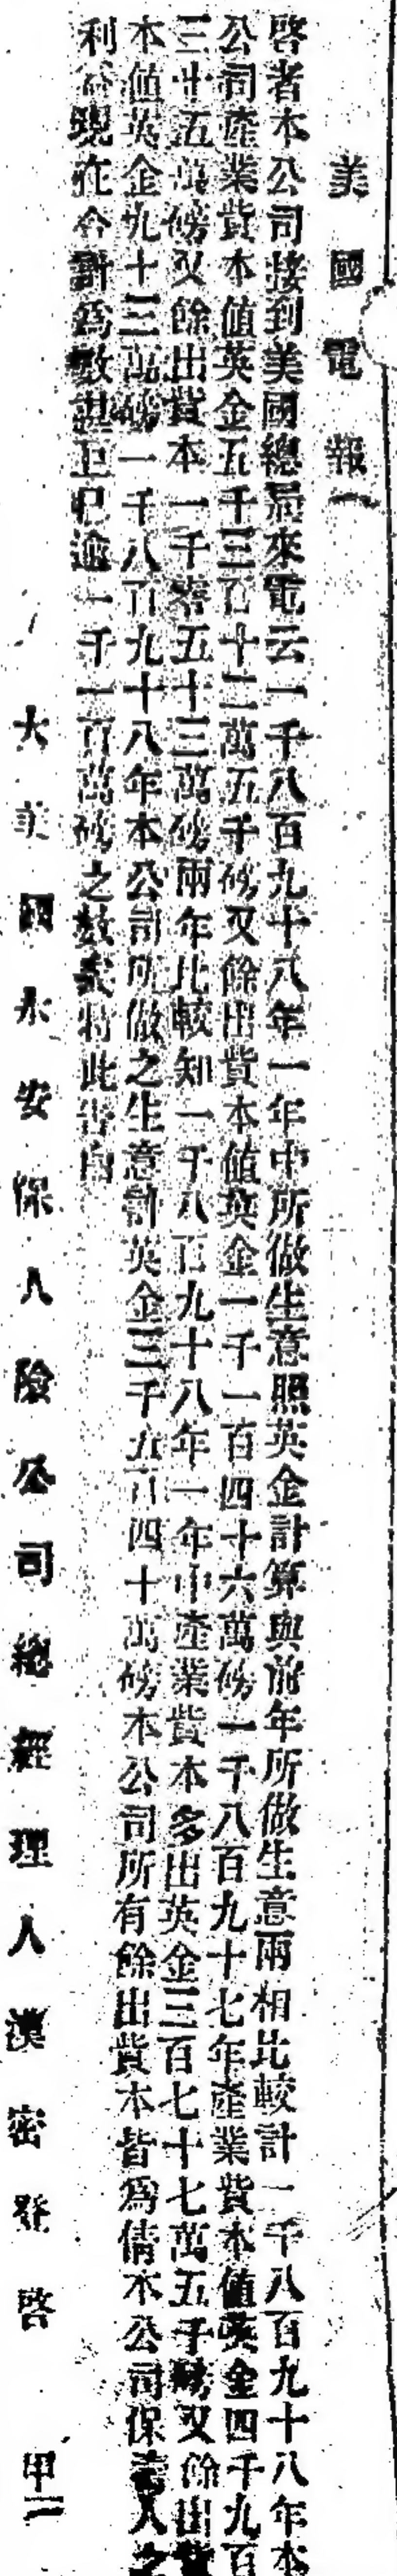 美國電報
啓者本公司接到美國總局來電云一千八百九十八年一年中所做生意照英金計算與前年所做生意兩相比較計一千八百九十八年本
公司產業貲本值英金五千三百十二萬五千磅又餘出貲本值英金一千一百四十六萬磅一千八百九十七年產業貲本值英金四千九百
三十五萬磅又餘出貲本一千零五十三萬磅兩年比較知一千八百九十八年一年中產業貲本多出英金三百七十七萬五千磅又餘出貲
本值英金九十三萬磅一千八百九十八年本公司所做之生意計英金三千五百四十萬磅本公司所有餘出貲本皆為倩本公司保壽人之
利益現在合計為數已逾一千一百萬磅之數矣特此告白
大美國永安保人險公司總經理人漢密登啓 甲二